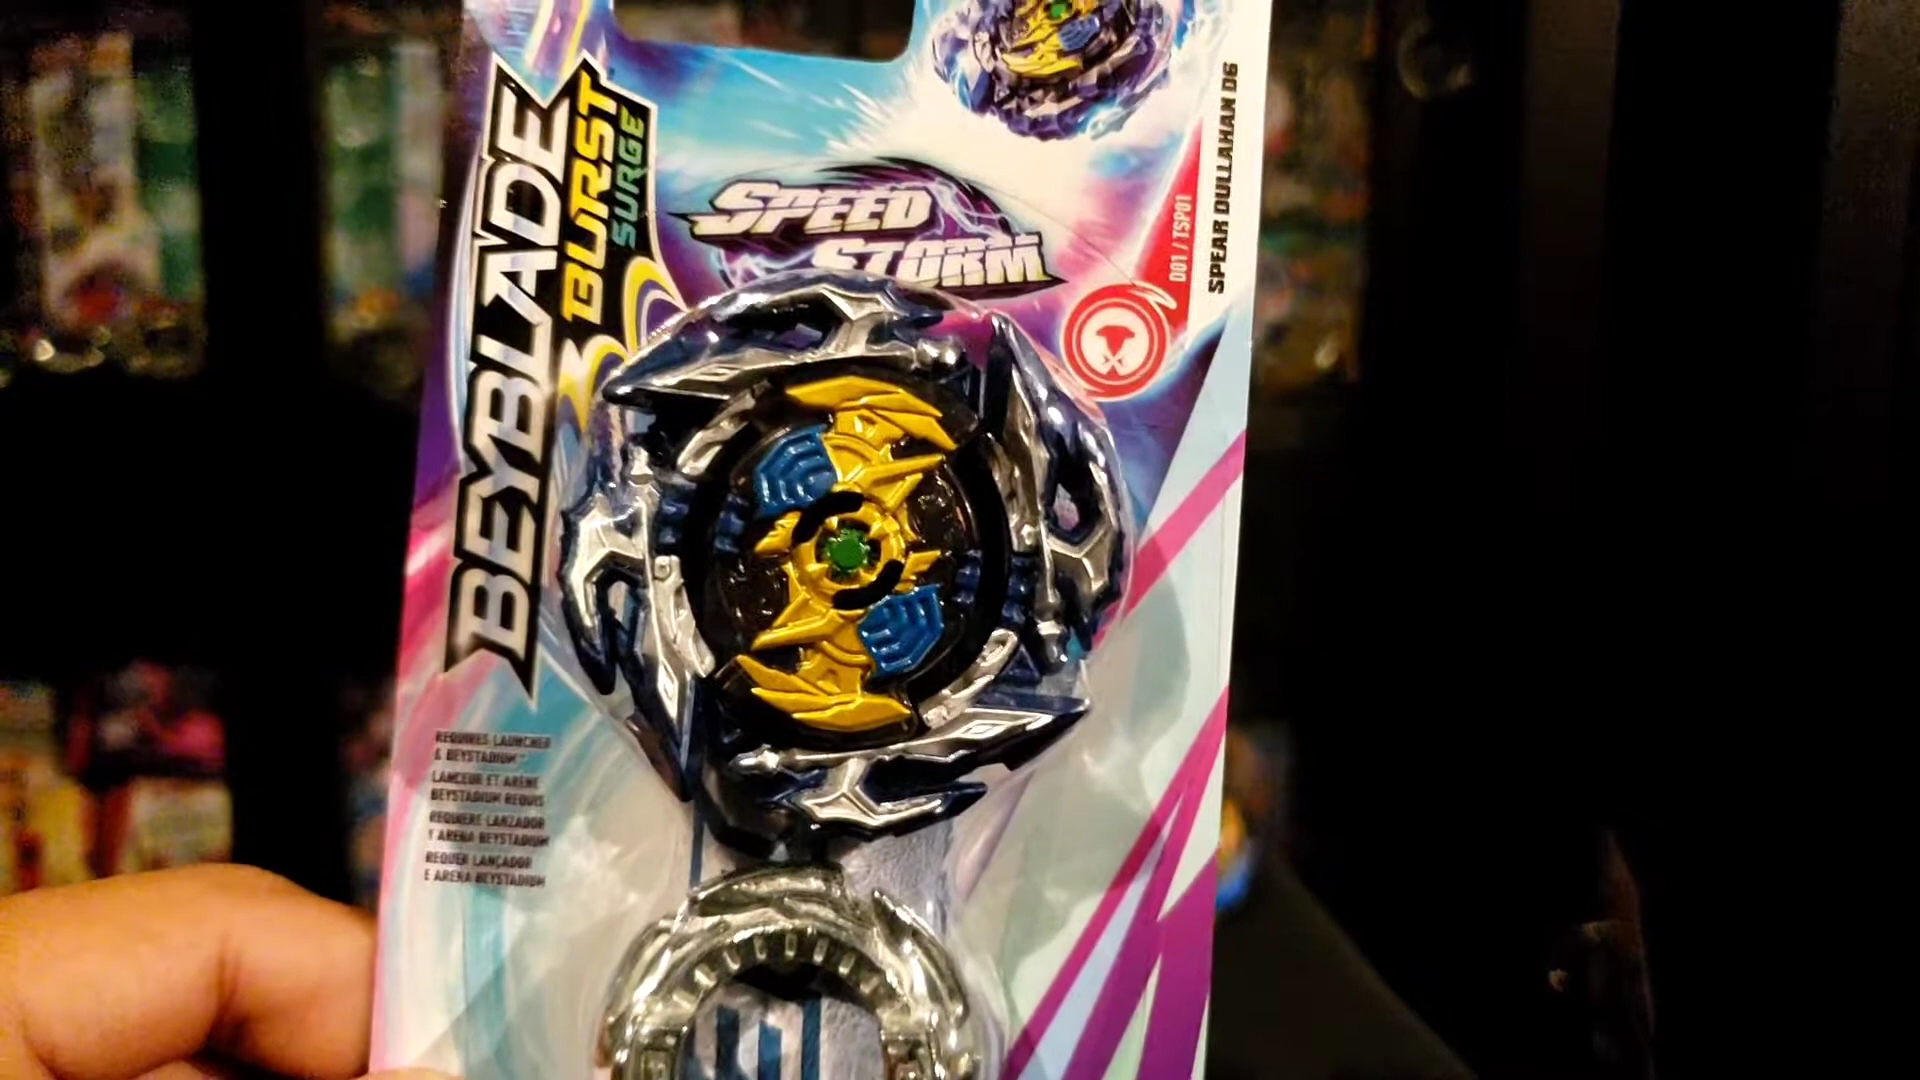 BEYBLADE
BURST
SURGE
SPEED
STORM
D01 / TSP01
SPEAR DULLAHAN D6
REQUIRES LAUNCHER
& BEYSTADIUM™
LANCEUR ET ARÈNE
BEYSTADIUM REQUIS
REQUIERE LANZADOR
Y ARENA BEYSTADIUM
REQUER LANÇADOR
E ARENA BEYSTADIUM